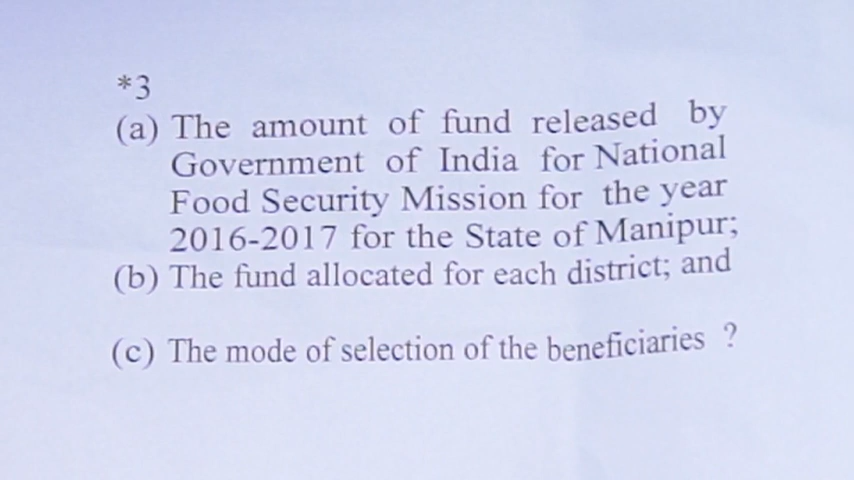 *3
(a) The amount of fund released by
Government of India for National
Food Security Mission for the year
2016-2017 for the State of Manipur;
(b) The fund allocated for each district; and
(c) The mode of selection of the beneficiaries ?